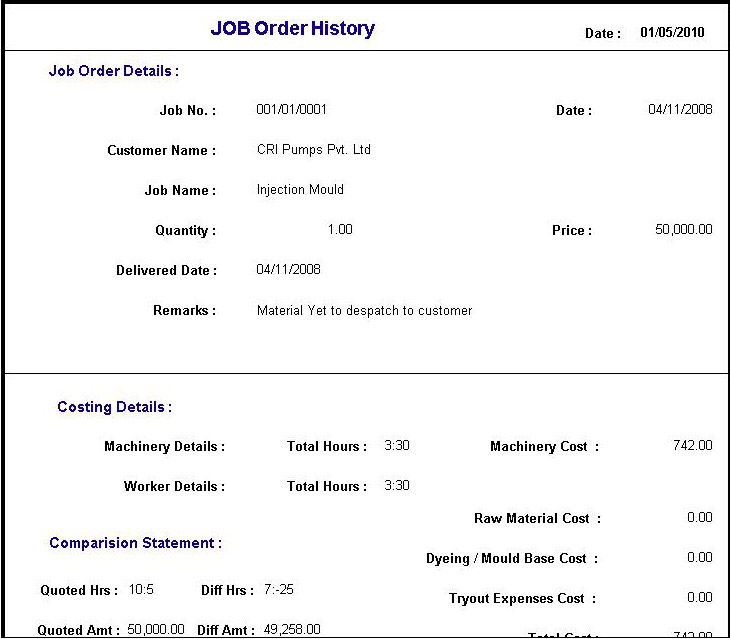 JOB Order History Date : 01/05/2010
Job Order Details :
Job No. : 001/01/0001 Date : 04/11/2008
Customer Name : CRI Pumps Pvt. Ltd
Job Name : Injection Mould
Quantity : 1.00 Price : 50,000.00
Delivered Date : 04/11/2008
Remarks : Material Yet to despatch to customer
Costing Details :
Machinery Details : Total Hours : 3:30 Machinery Cost : 742.00
Worker Details : Total Hours : 3:30
Raw Material Cost : 0.00
Comparision Statement :
Dyeing / Mould Base Cost : 0.00
Quoted Hrs : 10:5 Diff Hrs : 7:-25
Tryout Expenses Cost : 0.00
Quoted Amt : 50,000.00 Diff Amt : 49,258.00
Total Cost : 742.00